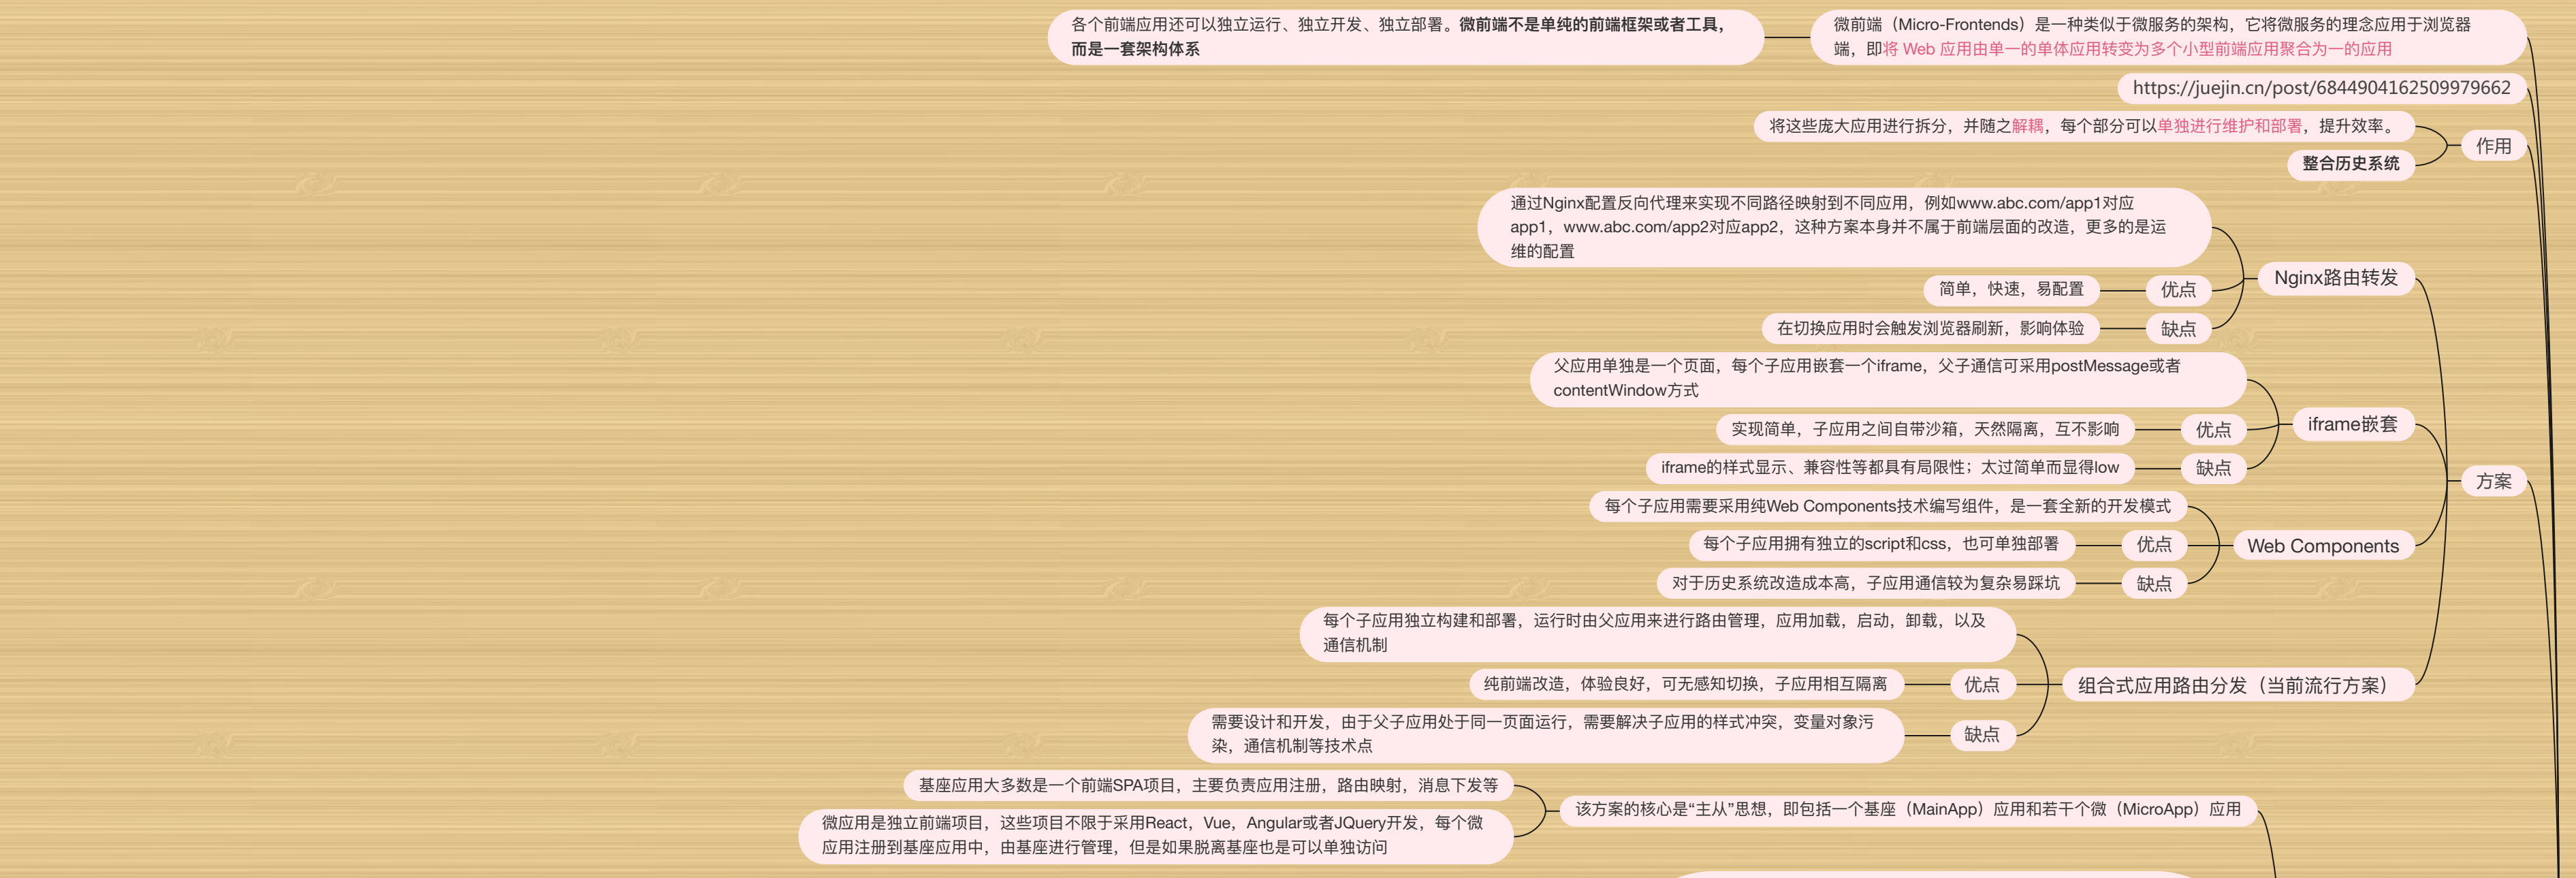 微前端（Micro-Frontends）是一种类似于微服务的架构，它将微服务的理念应用于浏览器
端，即将 Web 应用由单一的单体应用转变为多个小型前端应用聚合为一的应用
各个前端应用还可以独立运行、独立开发、独立部署。微前端不是单纯的前端框架或者工具，
而是一套架构体系
https://juejin.cn/post/6844904162509979662
作用
将这些庞大应用进行拆分，并随之解耦，每个部分可以单独进行维护和部署，提升效率。
整合历史系统
方案
Nginx路由转发
通过Nginx配置反向代理来实现不同路径映射到不同应用，例如www.abc.com/app1对应
app1，www.abc.com/app2对应app2，这种方案本身并不属于前端层面的改造，更多的是运
维的配置
优点
简单，快速，易配置
缺点
在切换应用时会触发浏览器刷新，影响体验
iframe嵌套
父应用单独是一个页面，每个子应用嵌套一个iframe，父子通信可采用postMessage或者
contentWindow方式
优点
实现简单，子应用之间自带沙箱，天然隔离，互不影响
缺点
iframe的样式显示、兼容性等都具有局限性；太过简单而显得low
Web Components
每个子应用需要采用纯Web Components技术编写组件，是一套全新的开发模式
优点
每个子应用拥有独立的script和css，也可单独部署
缺点
对于历史系统改造成本高，子应用通信较为复杂易踩坑
组合式应用路由分发（当前流行方案）
每个子应用独立构建和部署，运行时由父应用来进行路由管理，应用加载，启动，卸载，以及
通信机制
优点
纯前端改造，体验良好，可无感知切换，子应用相互隔离
缺点
需要设计和开发，由于父子应用处于同一页面运行，需要解决子应用的样式冲突，变量对象污
染，通信机制等技术点
该方案的核心是“主从”思想，即包括一个基座（MainApp）应用和若干个微（MicroApp）应用
基座应用大多数是一个前端SPA项目，主要负责应用注册，路由映射，消息下发等
微应用是独立前端项目，这些项目不限于采用React，Vue，Angular或者JQuery开发，每个微
应用注册到基座应用中，由基座进行管理，但是如果脱离基座也是可以单独访问